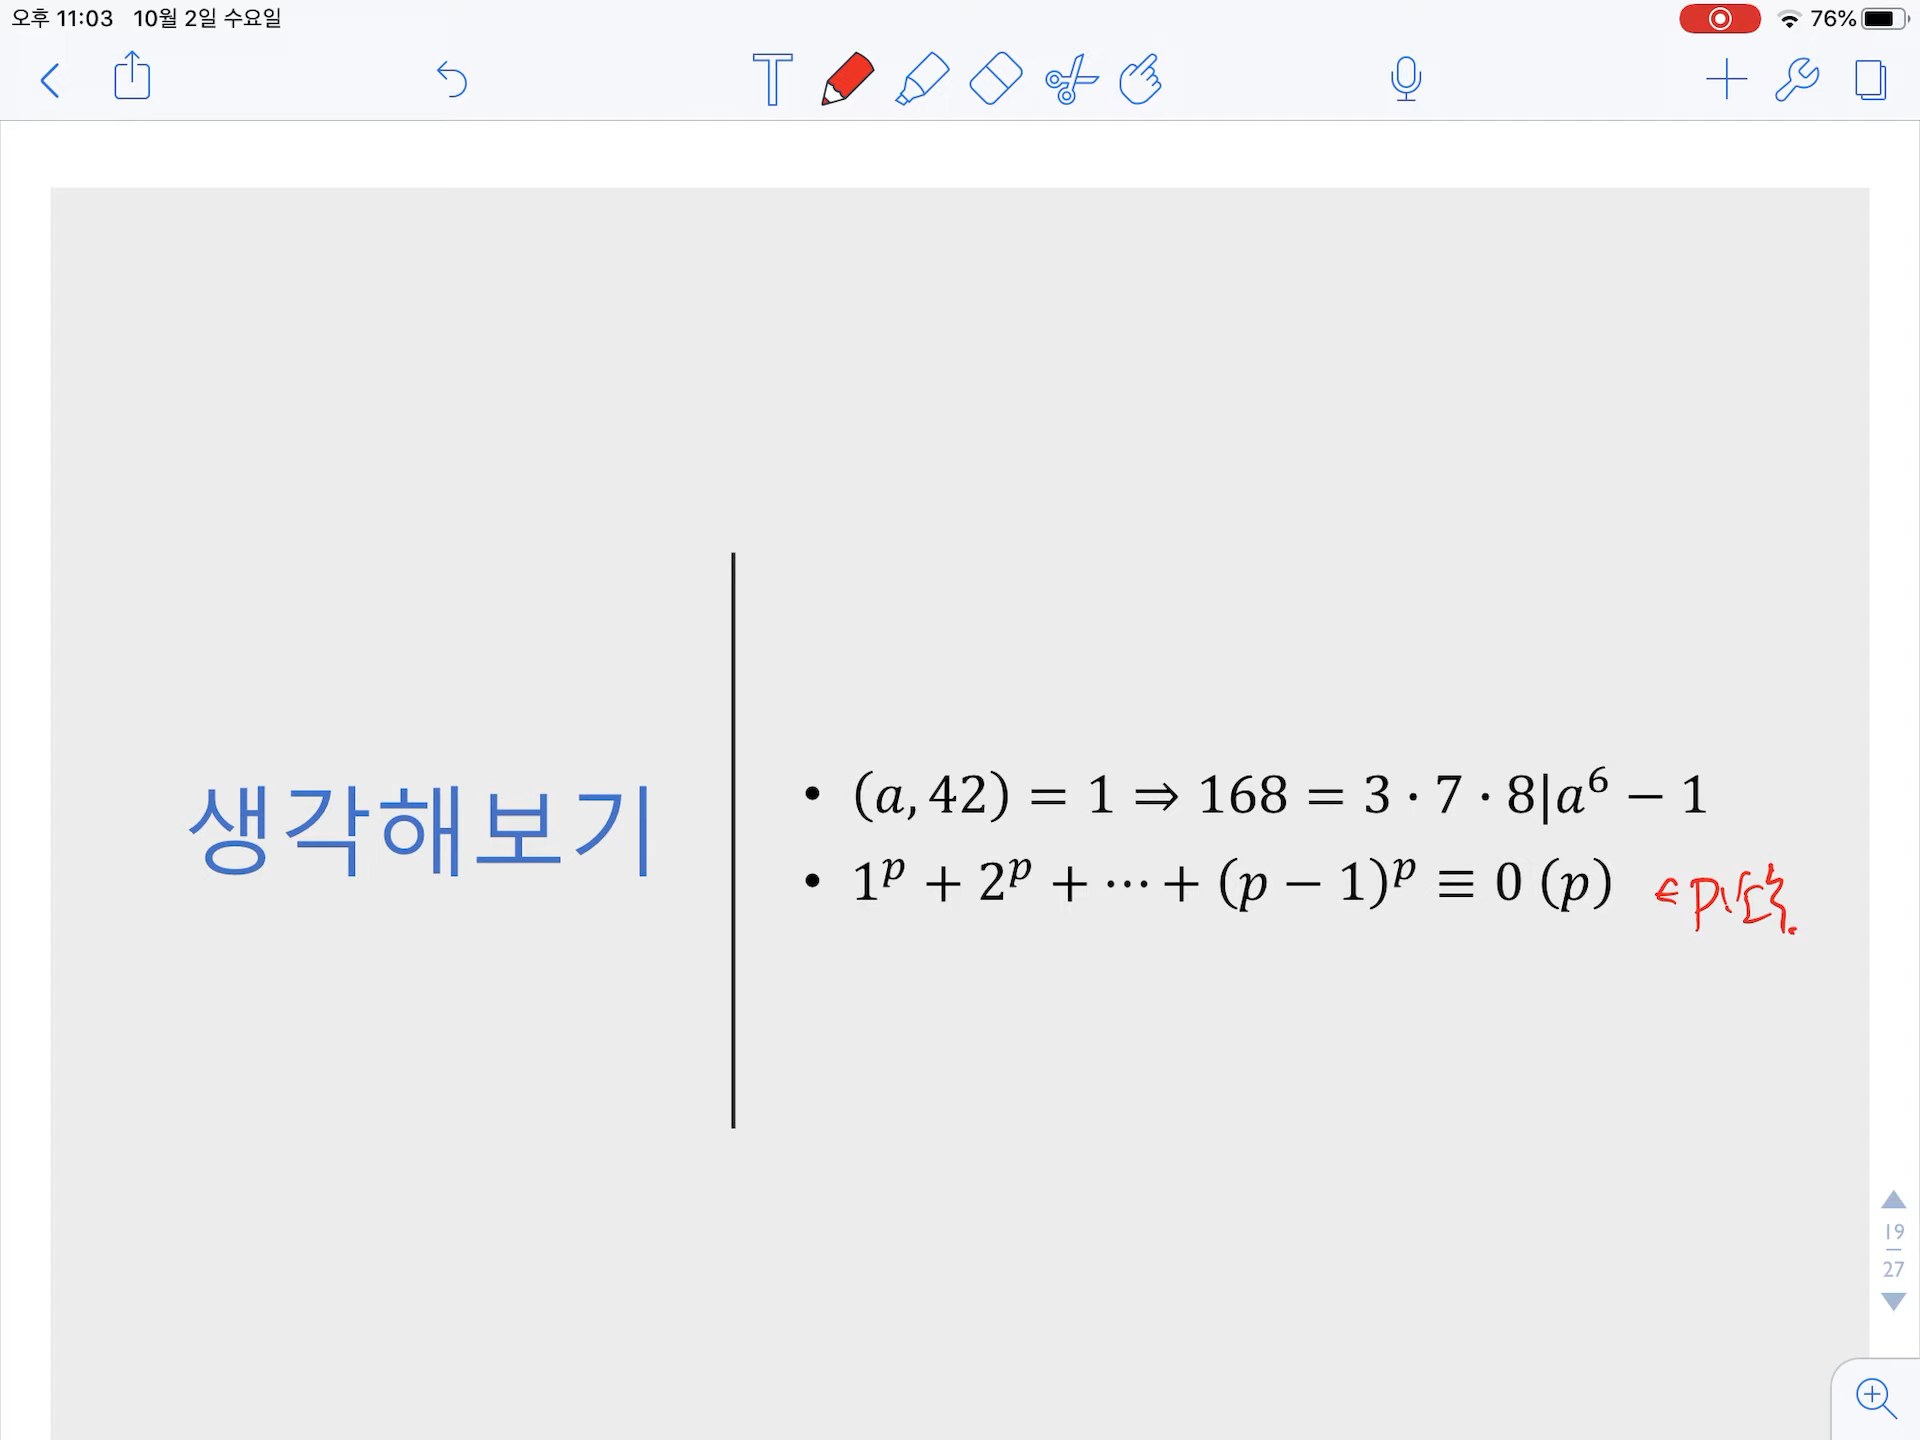 오후 11:03 10월 2일 수요일
76%
T
생각해보기
• (a, 42) = 1 ⇒ 168 = 3 · 7 · 8|a⁶ − 1
• 1ᵖ + 2ᵖ + ⋯ + (p − 1)ᵖ ≡ 0 (p)
19
27